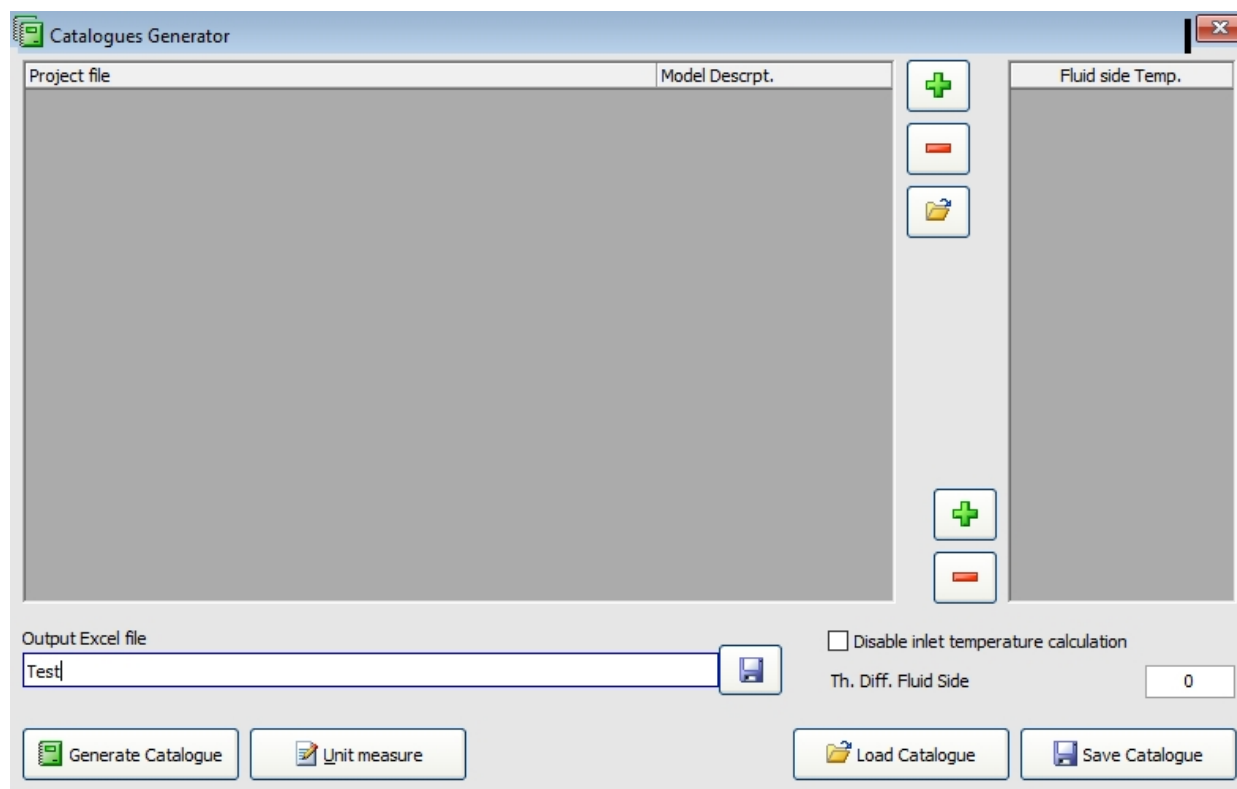 Catalogues Generator
Project file
Model Descrpt.
Fluid side Temp.
Output Excel file
Test
Disable inlet temperature calculation
Th. Diff. Fluid Side
0
Generate Catalogue
Unit measure
Load Catalogue
Save Catalogue